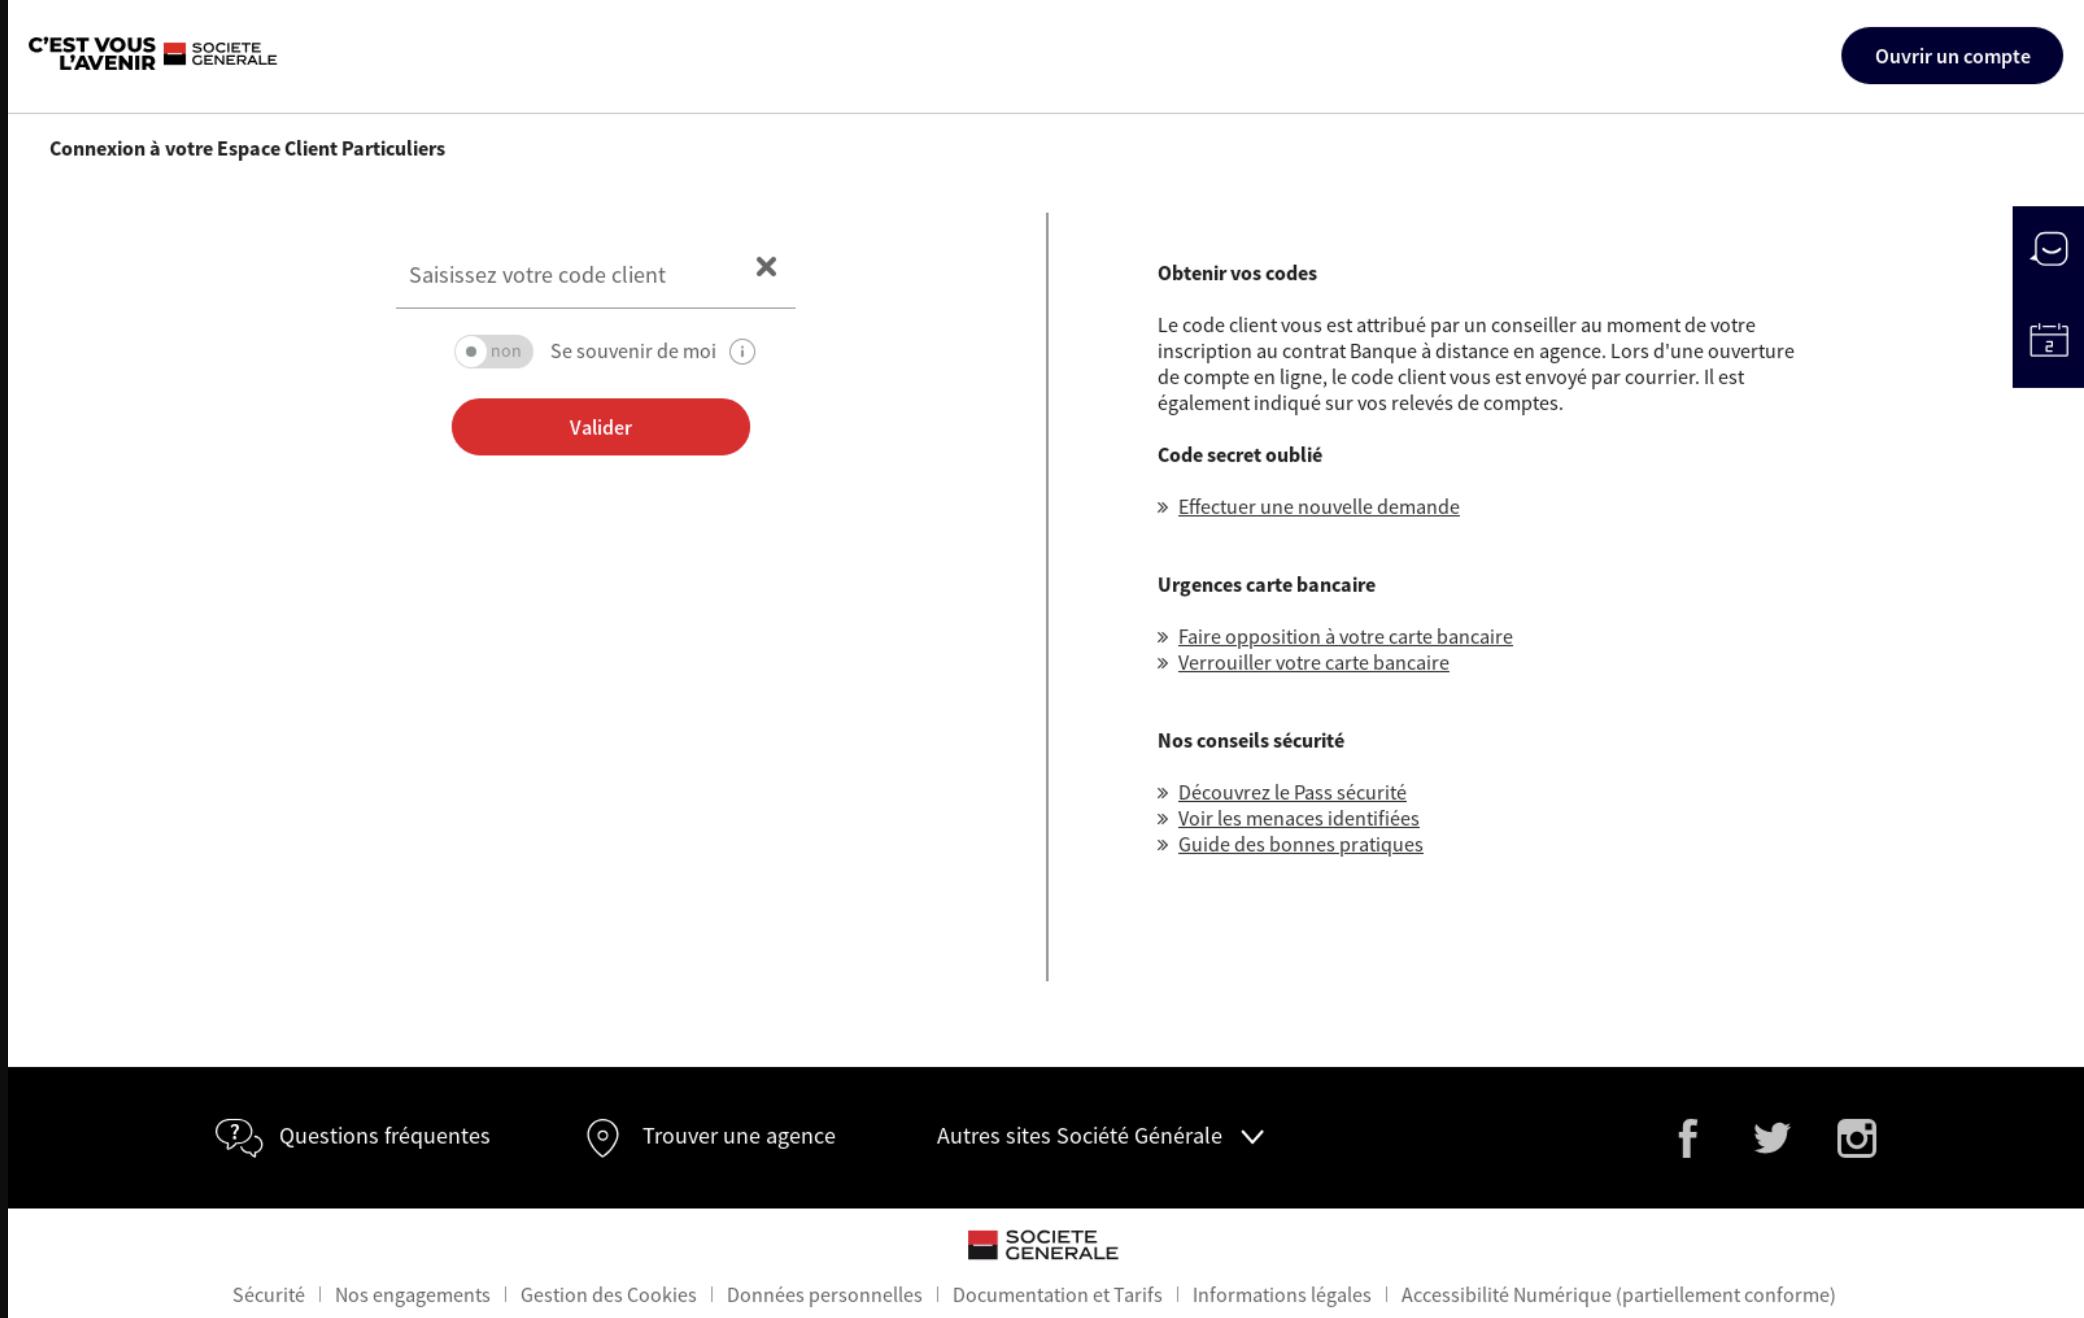 C'EST VOUS
L'AVENIR
SOCIETE
GENERALE
Ouvrir un compte
Connexion à votre Espace Client Particuliers
Saisissez votre code client
non
Se souvenir de moi
i
Valider
Obtenir vos codes
Le code client vous est attribué par un conseiller au moment de votre
inscription au contrat Banque à distance en agence. Lors d'une ouverture
de compte en ligne, le code client vous est envoyé par courrier. Il est
également indiqué sur vos relevés de comptes.
Code secret oublié
» Effectuer une nouvelle demande
Urgences carte bancaire
» Faire opposition à votre carte bancaire
» Verrouiller votre carte bancaire
Nos conseils sécurité
» Découvrez le Pass sécurité
» Voir les menaces identifiées
» Guide des bonnes pratiques
2
? Questions fréquentes
Trouver une agence
Autres sites Société Générale
SOCIETE
GENERALE
Sécurité | Nos engagements | Gestion des Cookies | Données personnelles | Documentation et Tarifs | Informations légales | Accessibilité Numérique (partiellement conforme)